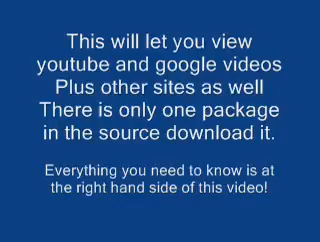 This will let you view
youtube and google videos
Plus other sites as well
There is only one package
in the source download it.
Everything you need to know is at
the right hand side of this video!